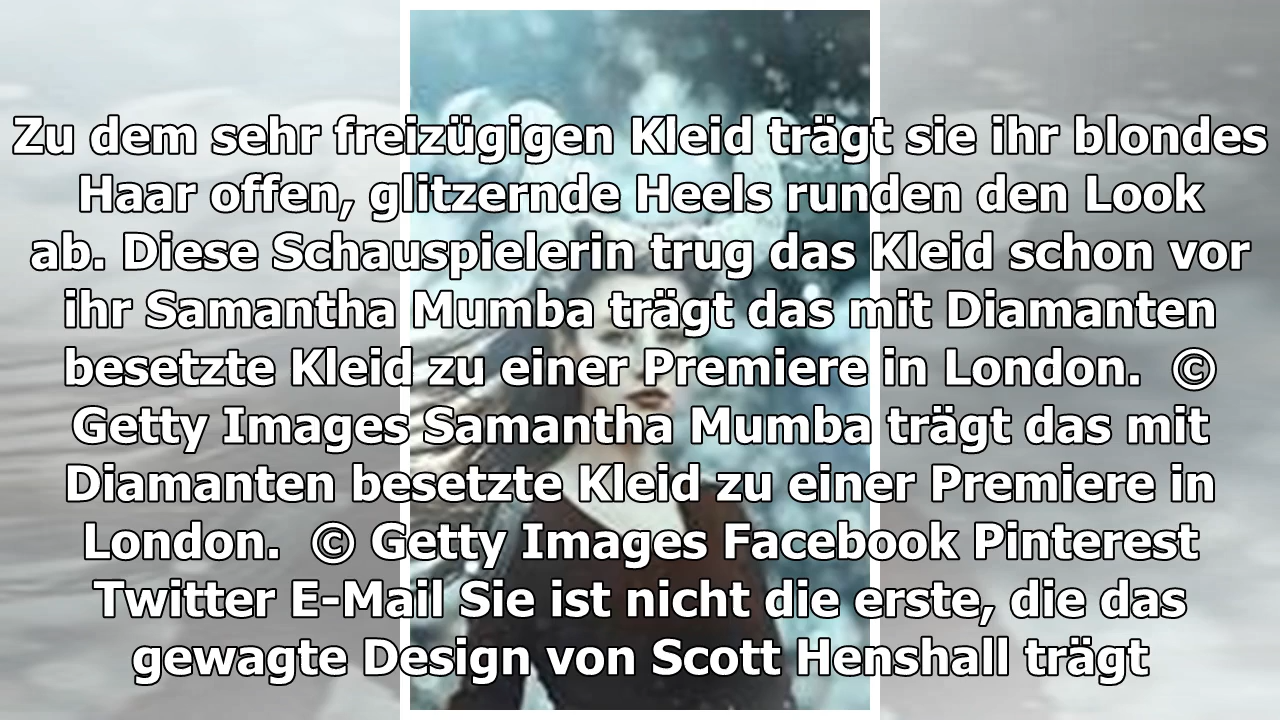 Zu dem sehr freizügigen Kleid trägt sie ihr blondes
Haar offen, glitzernde Heels runden den Look
ab. Diese Schauspielerin trug das Kleid schon vor
ihr Samantha Mumba trägt das mit Diamanten
besetzte Kleid zu einer Premiere in London.  ©
Getty Images Samantha Mumba trägt das mit
Diamanten besetzte Kleid zu einer Premiere in
London.  © Getty Images Facebook Pinterest
Twitter E-Mail Sie ist nicht die erste, die das
gewagte Design von Scott Henshall trägt